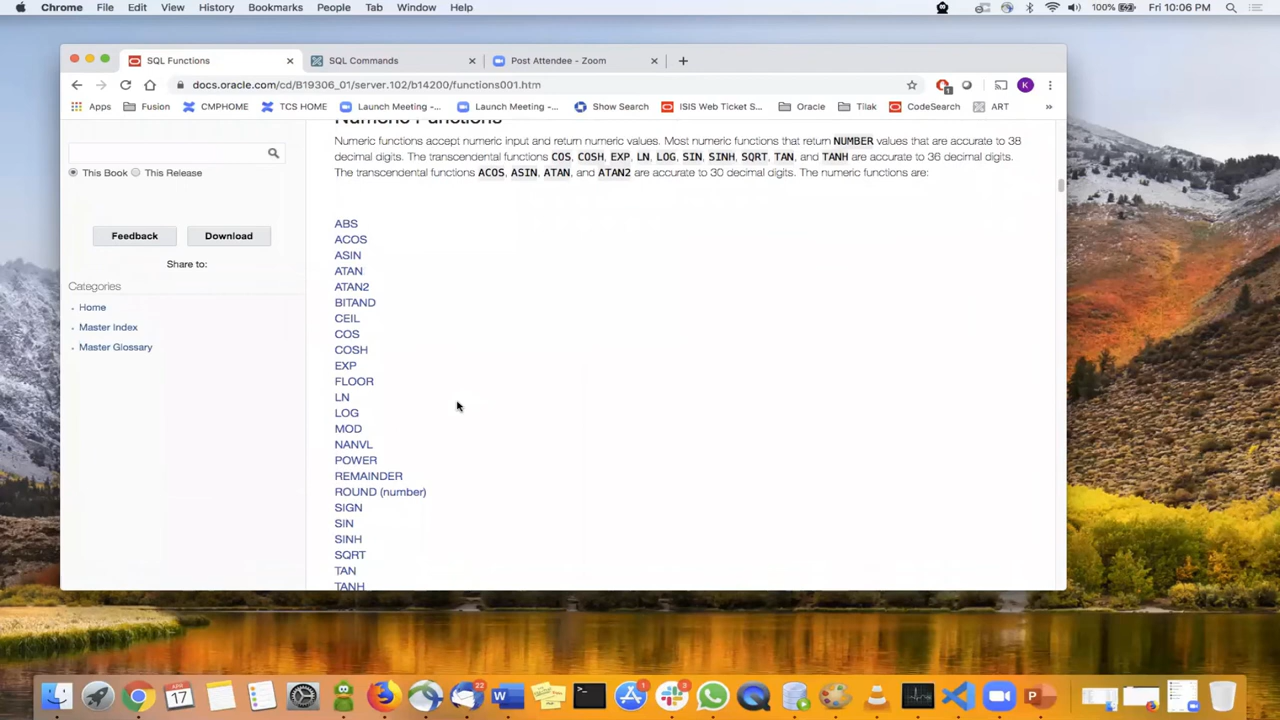 Chrome File Edit View History Bookmarks People Tab Window Help 100% Fri 10:06 PM
SQL Functions SQL Commands Post Attendee - Zoom
docs.oracle.com/cd/B19306_01/server.102/b14200/functions001.htm K
Apps Fusion CMPHOME TCS HOME Launch Meeting -... Launch Meeting -... Show Search ISIS Web Ticket S... Oracle Tilak CodeSearch ART »
Numeric Functions
This Book This Release
Feedback Download
Share to:
Categories
Home
Master Index
Master Glossary
Numeric functions accept numeric input and return numeric values. Most numeric functions that return NUMBER values that are accurate to 38
decimal digits. The transcendental functions COS, COSH, EXP, LN, LOG, SIN, SINH, SQRT, TAN, and TANH are accurate to 36 decimal digits.
The transcendental functions ACOS, ASIN, ATAN, and ATAN2 are accurate to 30 decimal digits. The numeric functions are:
ABS
ACOS
ASIN
ATAN
ATAN2
BITAND
CEIL
COS
COSH
EXP
FLOOR
LN
LOG
MOD
NANVL
POWER
REMAINDER
ROUND (number)
SIGN
SIN
SINH
SQRT
TAN
TANH
APR
17
22
1
3